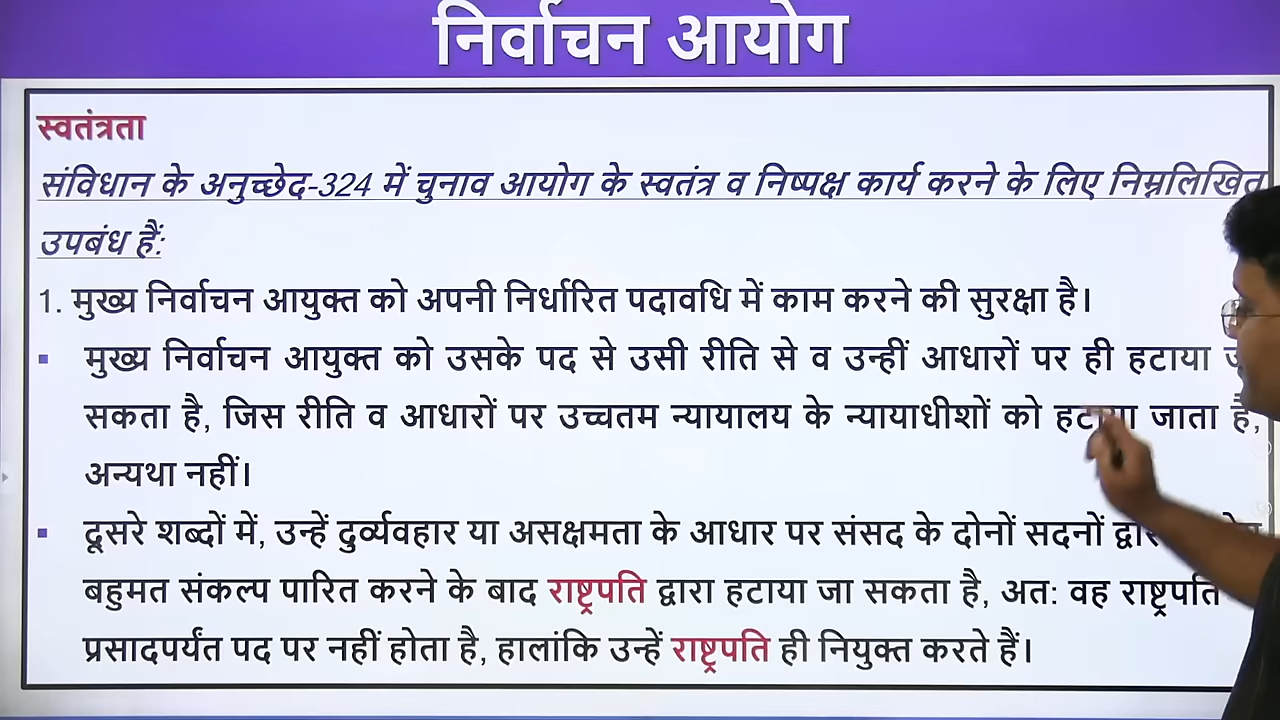 निर्वाचन आयोग
स्वतंत्रता
संविधान के अनुच्छेद-324 में चुनाव आयोग के स्वतंत्र व निष्पक्ष कार्य करने के लिए निम्नलिखित
उपबंध हैं:
1. मुख्य निर्वाचन आयुक्त को अपनी निर्धारित पदावधि में काम करने की सुरक्षा है।
मुख्य निर्वाचन आयुक्त को उसके पद से उसी रीति से व उन्हीं आधारों पर ही हटाया
सकता है, जिस रीति व आधारों पर उच्चतम न्यायालय के न्यायाधीशों को हटाया जाता है,
अन्यथा नहीं।
दूसरे शब्दों में, उन्हें दुर्व्यवहार या असक्षमता के आधार पर संसद के दोनों सदनों
बहुमत संकल्प पारित करने के बाद राष्ट्रपति द्वारा हटाया जा सकता है, अत: वह राष्ट्रपति
प्रसादपर्यंत पद पर नहीं होता है, हालांकि उन्हें राष्ट्रपति ही नियुक्त करते हैं।